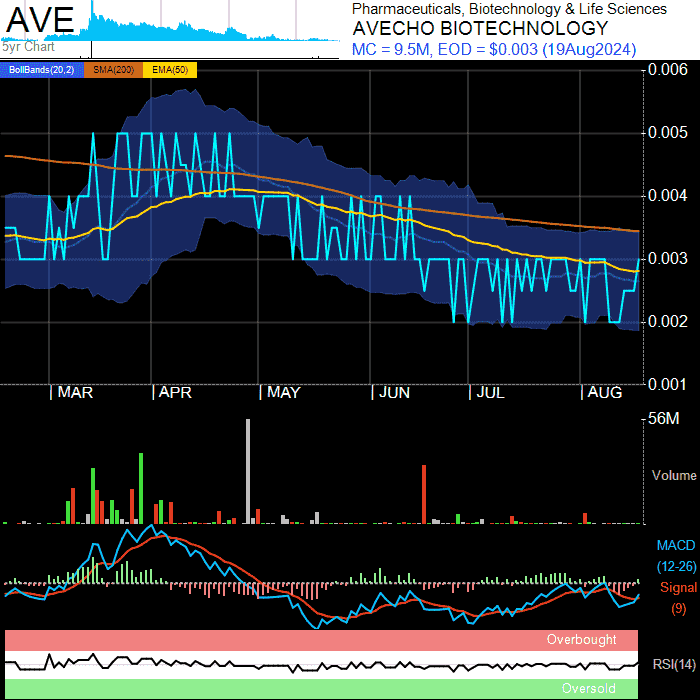 AVE
5yr Chart
Pharmaceuticals, Biotechnology & Life Sciences
AVECHO BIOTECHNOLOGY
MC = 9.5M, EOD = $0.003 (19Aug2024)
BollBands(20,2) SMA(200) EMA(50)
0.006
0.005
0.004
0.003
0.002
0.001
MAR APR MAY JUN JUL AUG
56M
Volume
MACD
(12-26)
Signal
(9)
Overbought
RSI(14)
Oversold